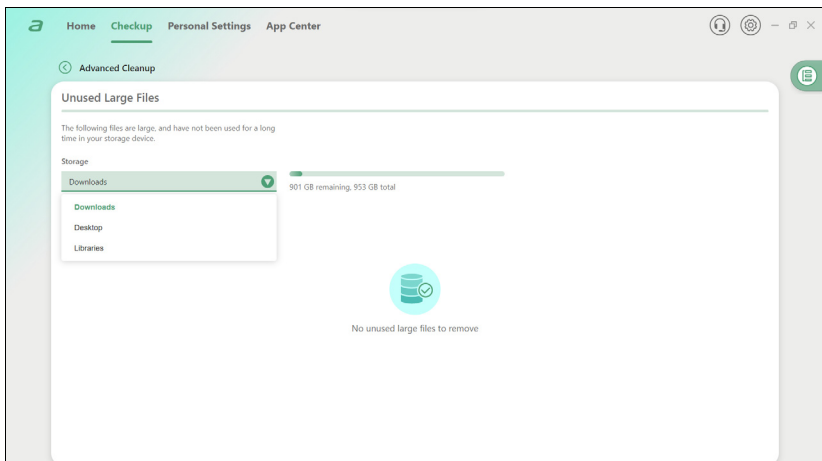 a Home Checkup Personal Settings App Center
Advanced Cleanup
Unused Large Files
The following files are large, and have not been used for a long
time in your storage device.
Storage
Downloads
901 GB remaining, 953 GB total
Downloads
Desktop
Libraries
No unused large files to remove